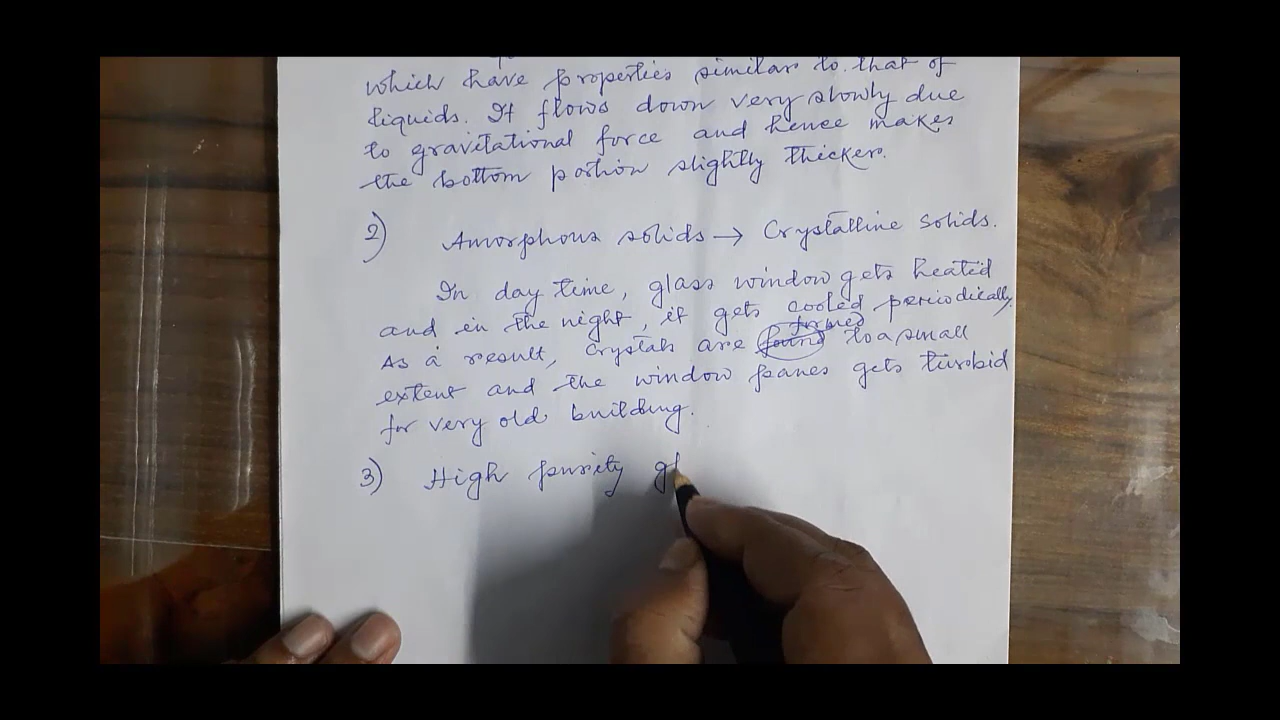 which have properties similar to that of
liquids. It flows down very slowly due
to gravitational force and hence makes
the bottom portion slightly thicker.
2) Amorphous solids → Crystalline solids.
In day time, glass window gets heated
and in the night, it gets cooled periodically.
As a result, crystals are formed to a small
extent and the window panes gets turobid
for very old building.
3) High purity gl